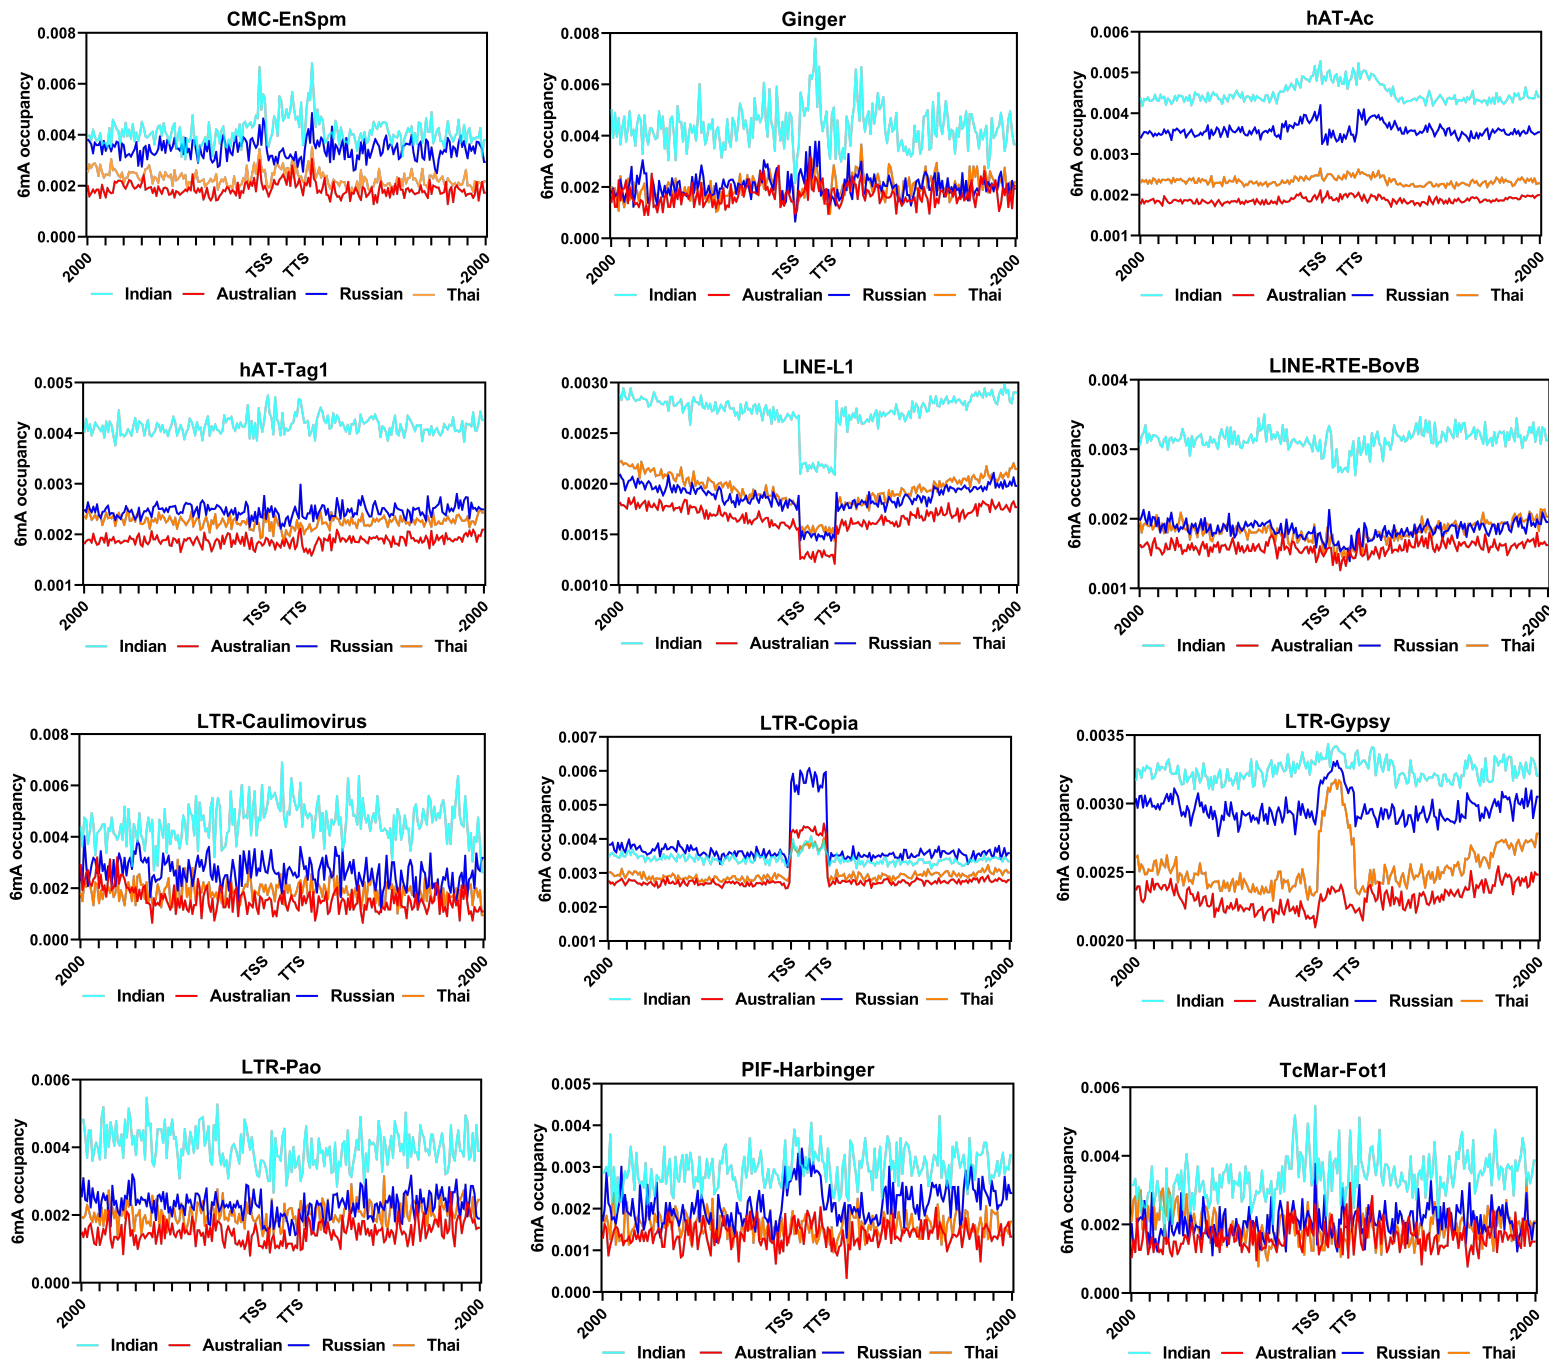 CMC-EnSpm
6mA occupancy
0.008
0.006
0.004
0.002
0.000
2000 TSS TTS -2000
Indian Australian Russian Thai
Ginger
6mA occupancy
0.008
0.006
0.004
0.002
0.000
2000 TSS TTS -2000
Indian Australian Russian Thai
hAT-Ac
6mA occupancy
0.006
0.005
0.004
0.003
0.002
0.001
2000 TSS TTS -2000
Indian Australian Russian Thai
hAT-Tag1
6mA occupancy
0.005
0.004
0.003
0.002
0.001
2000 TSS TTS -2000
Indian Australian Russian Thai
LINE-L1
6mA occupancy
0.0030
0.0025
0.0020
0.0015
0.0010
2000 TSS TTS -2000
Indian Australian Russian Thai
LINE-RTE-BovB
6mA occupancy
0.004
0.003
0.002
0.001
2000 TSS TTS -2000
Indian Australian Russian Thai
LTR-Caulimovirus
6mA occupancy
0.008
0.006
0.004
0.002
0.000
2000 TSS TTS -2000
Indian Australian Russian Thai
LTR-Copia
6mA occupancy
0.007
0.006
0.005
0.004
0.003
0.002
0.001
2000 TSS TTS -2000
Indian Australian Russian Thai
LTR-Gypsy
6mA occupancy
0.0035
0.0030
0.0025
0.0020
2000 TSS TTS -2000
Indian Australian Russian Thai
LTR-Pao
6mA occupancy
0.006
0.004
0.002
0.000
2000 TSS TTS -2000
Indian Australian Russian Thai
PIF-Harbinger
6mA occupancy
0.005
0.004
0.003
0.002
0.001
0.000
2000 TSS TTS -2000
Indian Australian Russian Thai
TcMar-Fot1
6mA occupancy
0.006
0.004
0.002
0.000
2000 TSS TTS -2000
Indian Australian Russian Thai